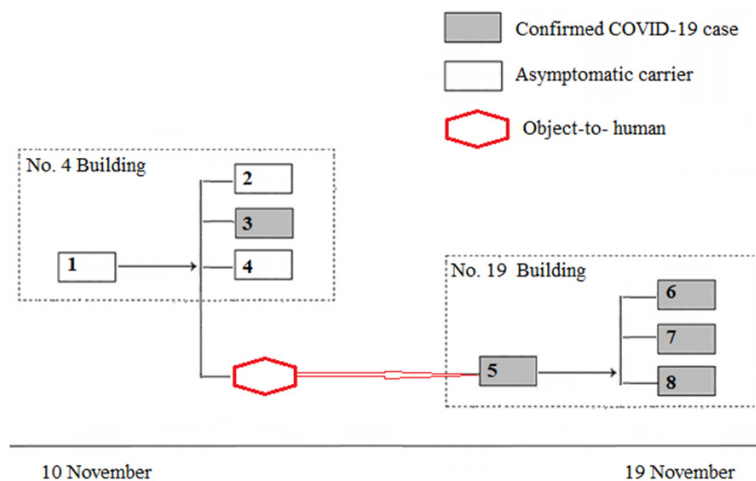 Confirmed COVID-19 case
Asymptomatic carrier
Object-to- human
No. 4 Building
2
3
1
4
No. 19 Building
6
7
5
8
10 November
19 November